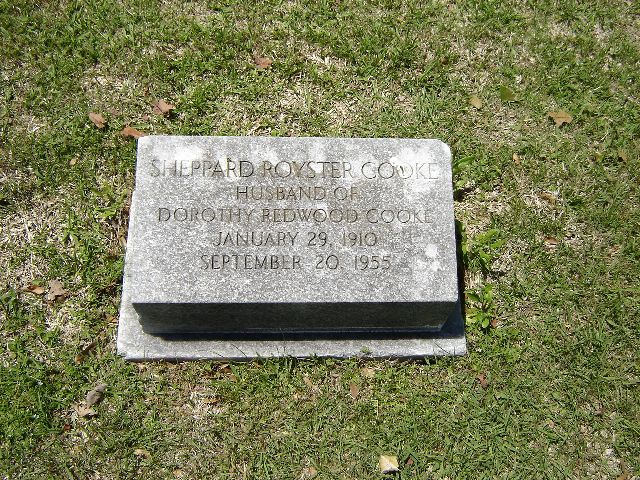 SHEPPARD ROYSTER COOKE
HUSBAND OF
DOROTHY REDWOOD COOKE
JANUARY 29, 1910
SEPTEMBER 20, 1955